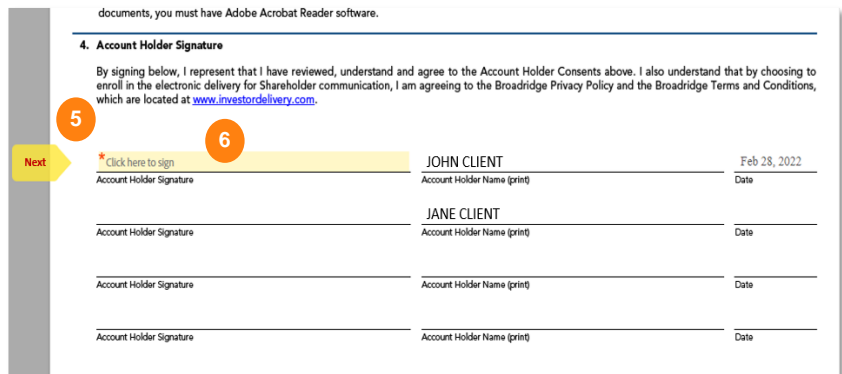 documents, you must have Adobe Acrobat Reader software.
4. Account Holder Signature
By signing below, I represent that I have reviewed, understand and agree to the Account Holder Consents above. I also understand that by choosing to
enroll in the electronic delivery for Shareholder communication, I am agreeing to the Broadridge Privacy Policy and the Broadridge Terms and Conditions,
which are located at www.investordelivery.com.
5
6
Next
*Click here to sign JOHN CLIENT Feb 28, 2022
Account Holder Signature Account Holder Name (print) Date
JANE CLIENT
Account Holder Signature Account Holder Name (print) Date
Account Holder Signature Account Holder Name (print) Date
Account Holder Signature Account Holder Name (print) Date